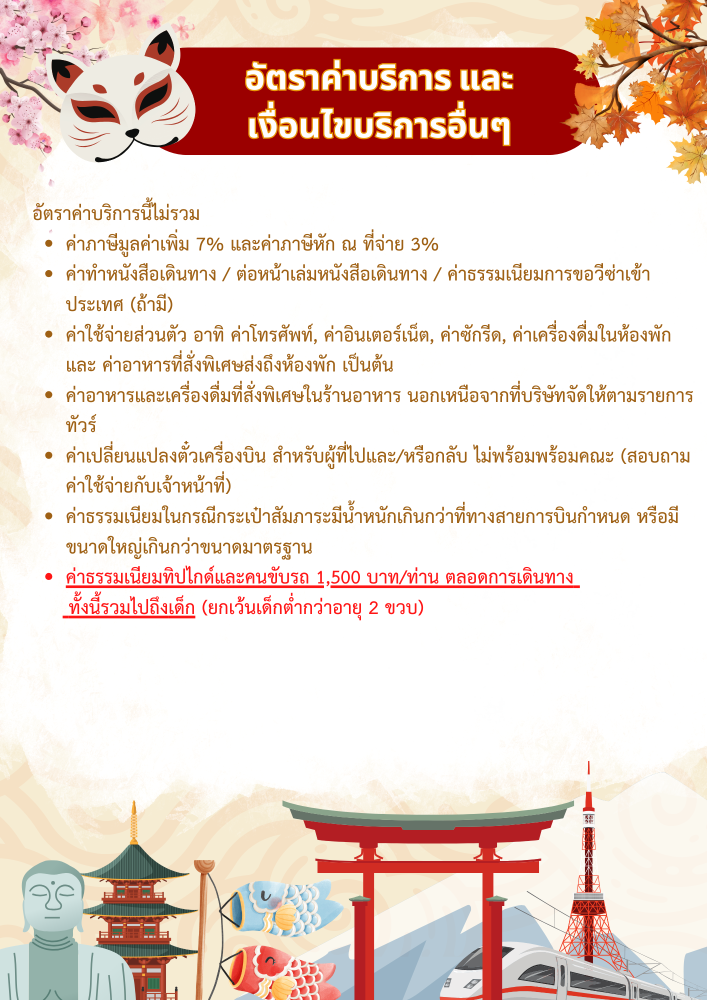 อัตราค่าบริการ และ
เงื่อนไขบริการอื่นๆ
อัตราค่าบริการนี้ไม่รวม
• ค่าภาษีมูลค่าเพิ่ม 7% และค่าภาษีหัก ณ ที่จ่าย 3%
• ค่าทำหนังสือเดินทาง / ต่อหน้าเล่มหนังสือเดินทาง / ค่าธรรมเนียมการขอวีซ่าเข้า
ประเทศ (ถ้ามี)
• ค่าใช้จ่ายส่วนตัว อาทิ ค่าโทรศัพท์, ค่าอินเตอร์เน็ต, ค่าซักรีด, ค่าเครื่องดื่มในห้องพัก
และ ค่าอาหารที่สั่งพิเศษส่งถึงห้องพัก เป็นต้น
• ค่าอาหารและเครื่องดื่มที่สั่งพิเศษในร้านอาหาร นอกเหนือจากที่บริษัทจัดให้ตามรายการ
ทัวร์
• ค่าเปลี่ยนแปลงตั๋วเครื่องบิน สำหรับผู้ที่ไปและ/หรือกลับ ไม่พร้อมพร้อมคณะ (สอบถาม
ค่าใช้จ่ายกับเจ้าหน้าที่)
• ค่าธรรมเนียมในกรณีกระเป๋าสัมภาระมีน้ำหนักเกินกว่าที่ทางสายการบินกำหนด หรือมี
ขนาดใหญ่เกินกว่าขนาดมาตรฐาน
• ค่าธรรมเนียมทิปไกด์และคนขับรถ 1,500 บาท/ท่าน ตลอดการเดินทาง
ทั้งนี้รวมไปถึงเด็ก (ยกเว้นเด็กต่ำกว่าอายุ 2 ขวบ)